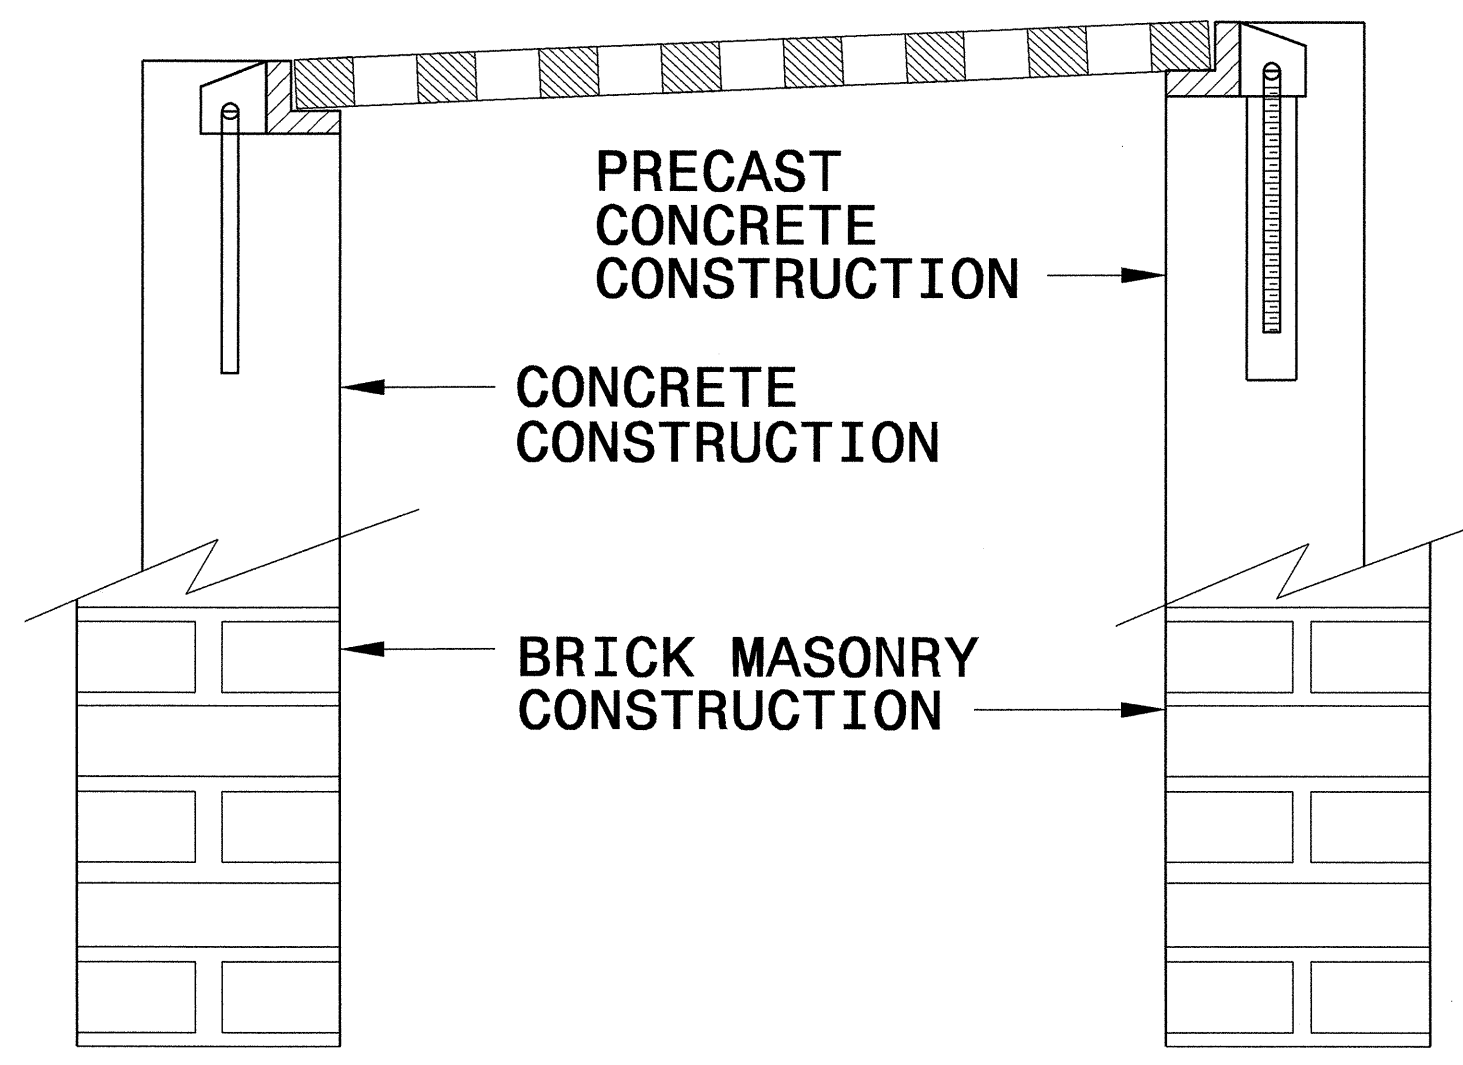 PRECAST
CONCRETE
CONSTRUCTION
CONCRETE
CONSTRUCTION
BRICK MASONRY
CONSTRUCTION